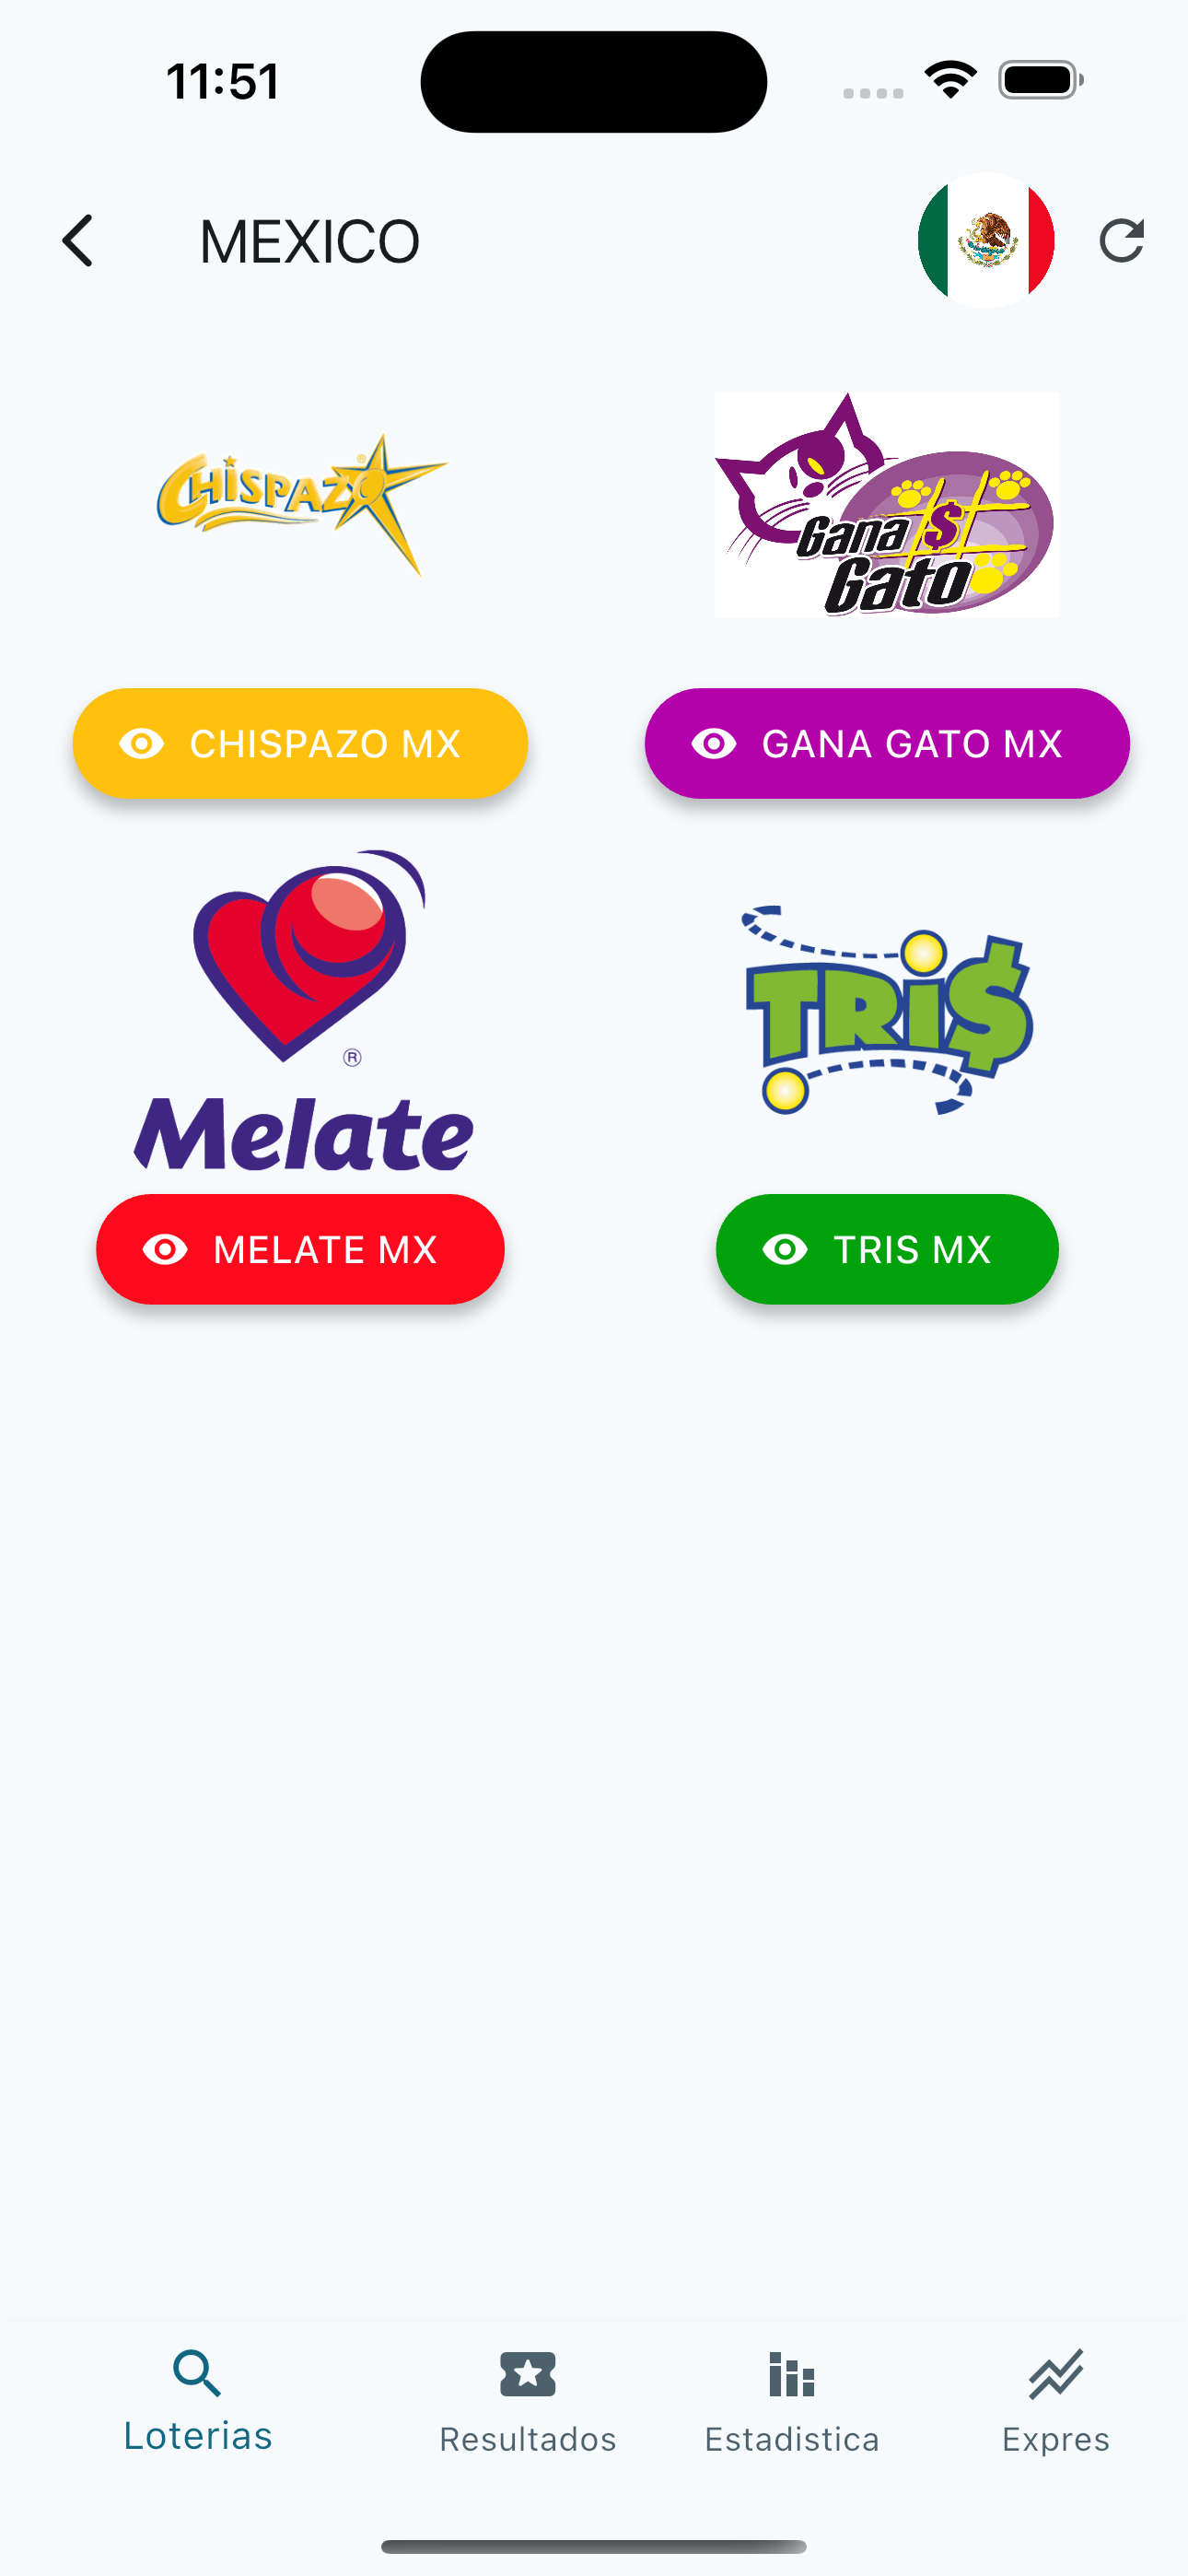 11:51
MEXICO
CHISPAZO®
Gana $
Gato
CHISPAZO MX
GANA GATO MX
®
Melate
TRI$
MELATE MX
TRIS MX
Loterias
Resultados
Estadistica
Expres